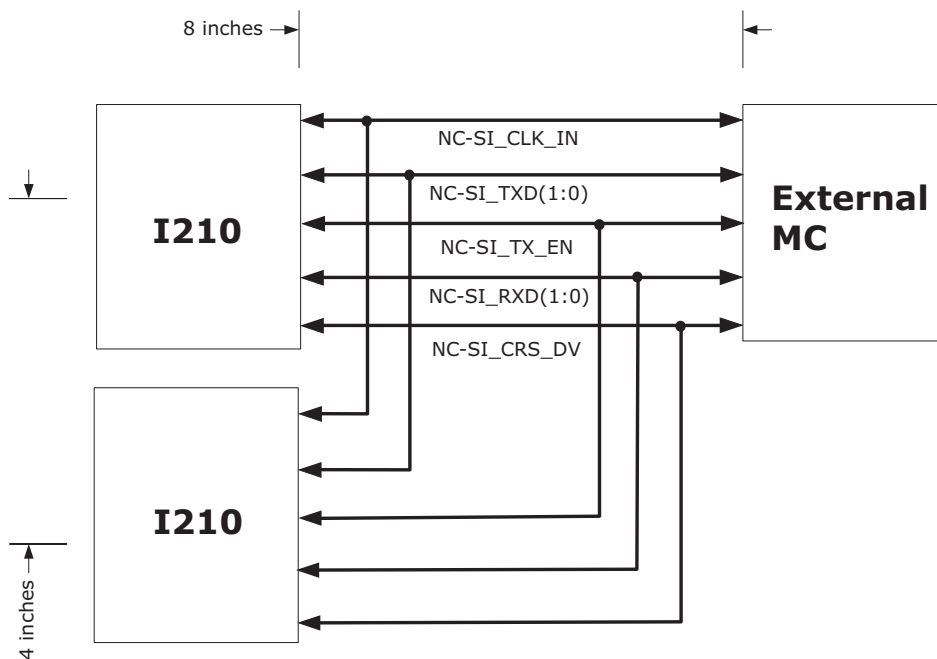 8 inches
NC-SI_CLK_IN
NC-SI_TXD(1:0)
I210
External
MC
NC-SI_TX_EN
NC-SI_RXD(1:0)
NC-SI_CRS_DV
I210
4 inches